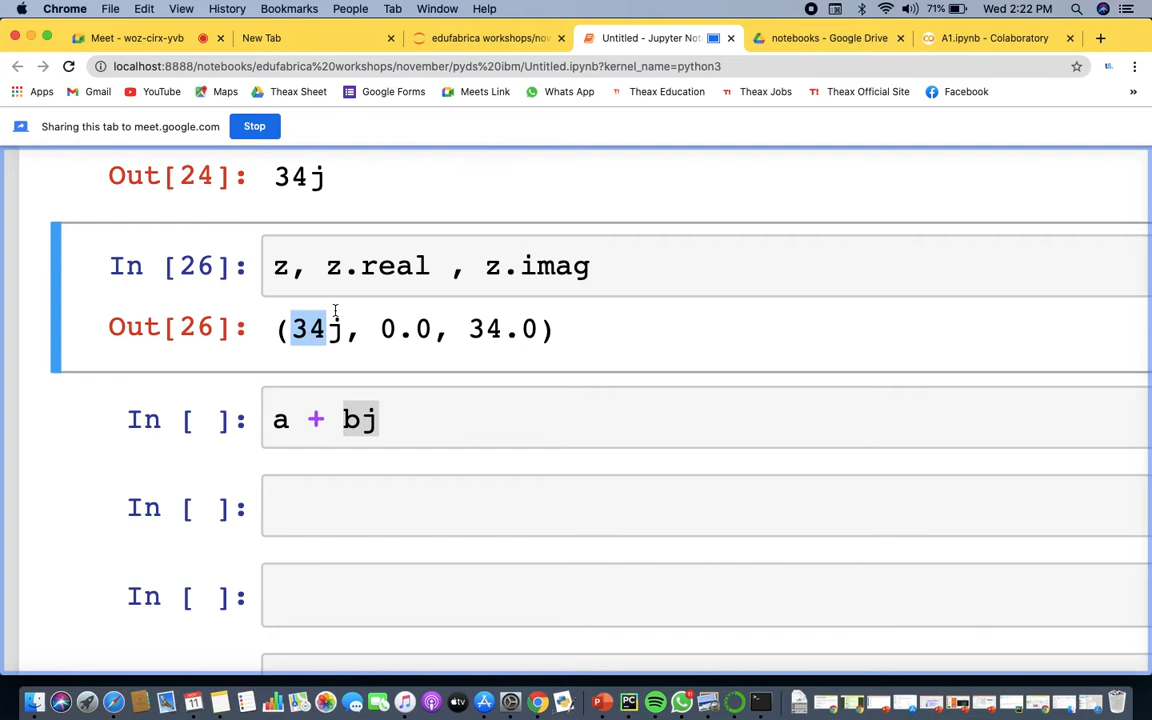 Chrome File Edit View History Bookmarks People Tab Window Help 71% Wed 2:22 PM
Meet - woz-cirx-yvb New Tab edufabrica workshops/nov Untitled - Jupyter Not notebooks - Google Drive A1.ipynb - Colaboratory
localhost:8888/notebooks/edufabrica%20workshops/november/pyds%20ibm/Untitled.ipynb?kernel_name=python3
Apps Gmail YouTube Maps Theax Sheet Google Forms Meets Link Whats App Theax Education Theax Jobs Theax Official Site Facebook »
Sharing this tab to meet.google.com Stop
Out[24]: 34j
In [26]: z, z.real , z.imag
Out[26]: (34j, 0.0, 34.0)
In [ ]: a + bj
In [ ]:
In [ ]: